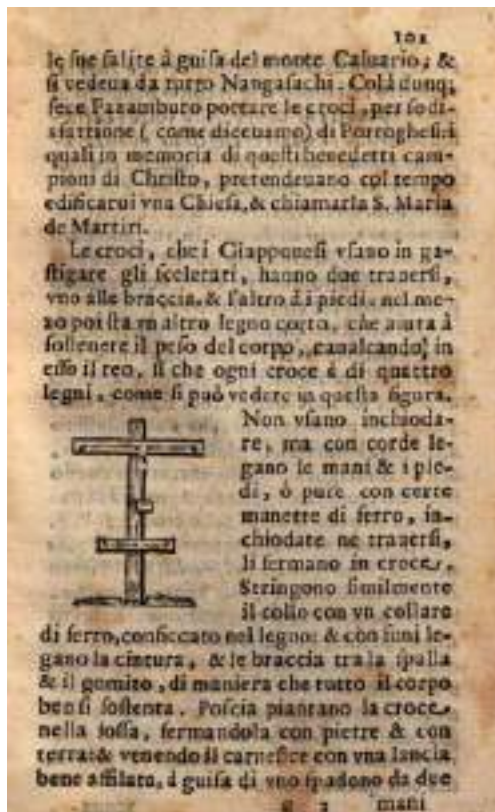 101
le sue salite à guisa del monte Caluario; &
si vedeua da tutto Nangasachi. Colà dunq;
fece Fazamburo portare le croci, per sodi-
sfattione (come diceuamo) di Portoghesi: i
quali in memoria di questi benedetti cam-
pioni di Christo, pretendeuano col tempo
edificarui vna Chiesa, & chiamarla S. Maria
de Martiri.
Le croci, che i Giapponesi vsano in ga-
stigare gli scelerati, hanno due trauersi,
vno alle braccia, & l'altro a i piedi. nel me-
zo poi sta vn altro legno corto, che aiuta à
sostenere il peso del corpo, caualcando in
esso il reo, si che ogni croce è di quattro
legni, come si può vedere in questa figura.
Non vsano inchioda-
re, ma con corde le-
gano le mani & i pie-
di, ò pure con certe
manette di ferro, in-
chiodate ne trauersi,
li fermano in croce.
Stringono similmente
il collo con vn collare
di ferro, conficcato nel legno: & con funi le-
gano la cintura, & le braccia tra la spalla
& il gomito, di maniera che tutto il corpo
ben si sostenta. Poscia piantano la croce
nella fossa, fermandola con pietre & con
terra: & venendo il carnefice con vna lancia
bene affilata, à guisa di vno spadono da due
mani